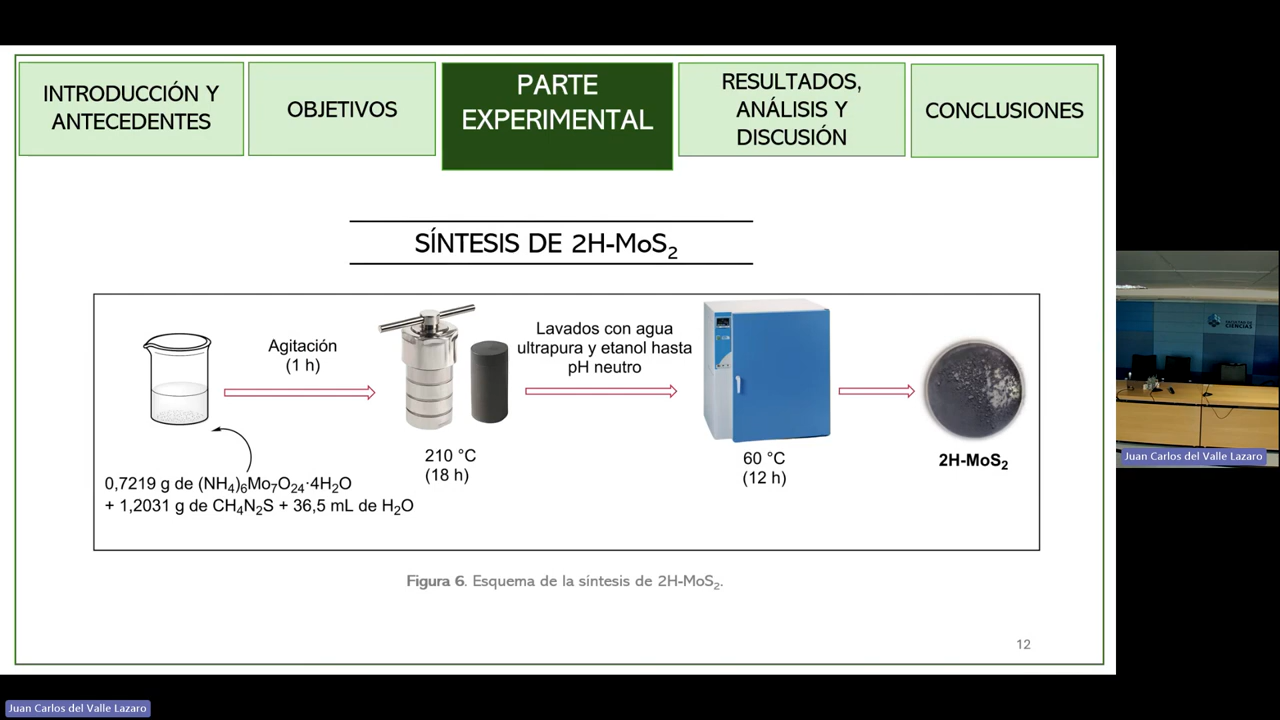 INTRODUCCIÓN Y
ANTECEDENTES
OBJETIVOS
PARTE
EXPERIMENTAL
RESULTADOS,
ANÁLISIS Y
DISCUSIÓN
CONCLUSIONES
SÍNTESIS DE 2H-MoS₂
Agitación
(1 h)
Lavados con agua
ultrapura y etanol hasta
pH neutro
210 °C
(18 h)
60 °C
(12 h)
2H-MoS₂
0,7219 g de (NH₄)₆Mo₇O₂₄·4H₂O
+ 1,2031 g de CH₄N₂S + 36,5 mL de H₂O
Figura 6. Esquema de la síntesis de 2H-MoS₂.
12
CIENCIAS
Juan Carlos del Valle Lazaro
Juan Carlos del Valle Lazaro